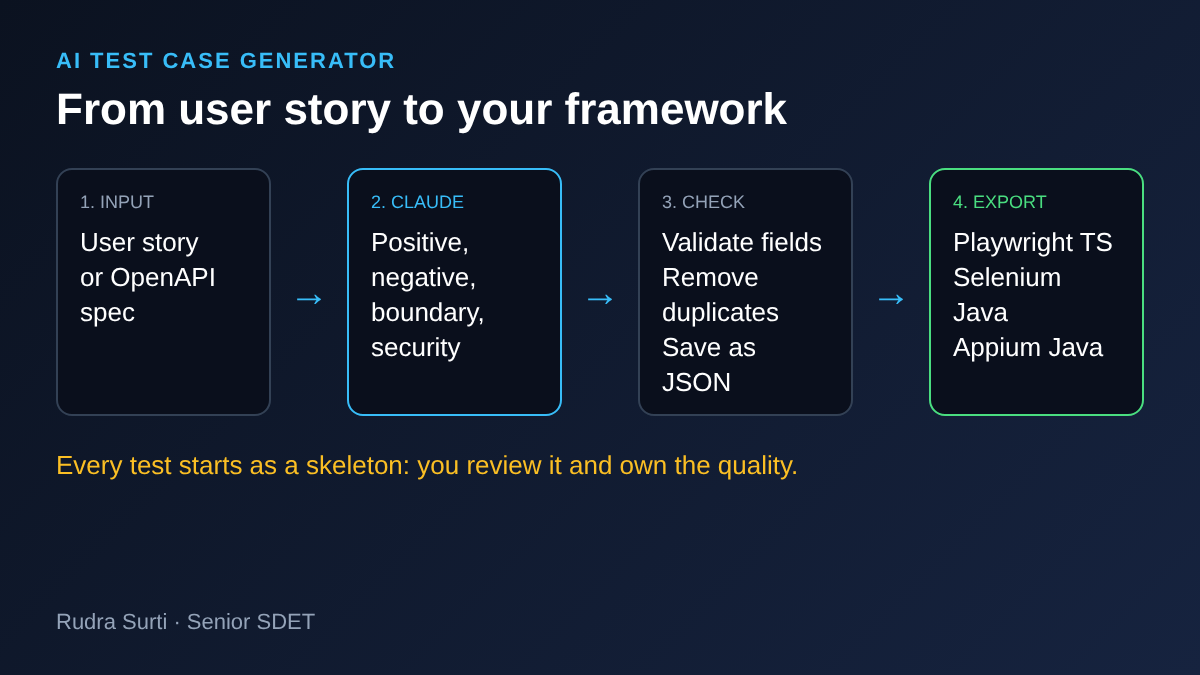 AI TEST CASE GENERATOR
From user story to your framework
1. INPUT
User story
or OpenAPI
spec
→
2. CLAUDE
Positive,
negative,
boundary,
security
→
3. CHECK
Validate fields
Remove
duplicates
Save as
JSON
→
4. EXPORT
Playwright TS
Selenium
Java
Appium Java
Every test starts as a skeleton: you review it and own the quality.
Rudra Surti · Senior SDET